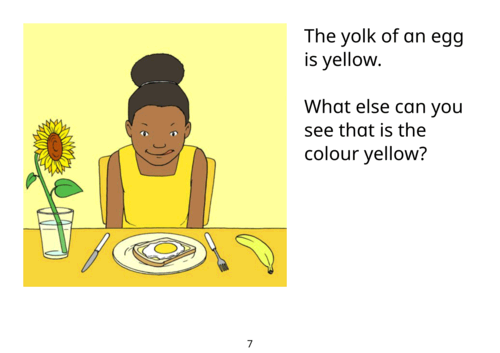 The yolk of an egg
is yellow.
What else can you
see that is the
colour yellow?
7